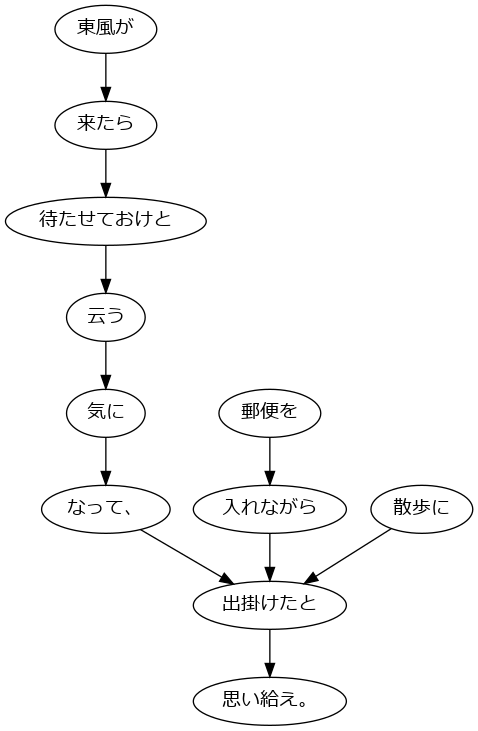 東風が
来たら
待たせておけと
云う
気に
郵便を
なって、
入れながら
散歩に
出掛けたと
思い給え。